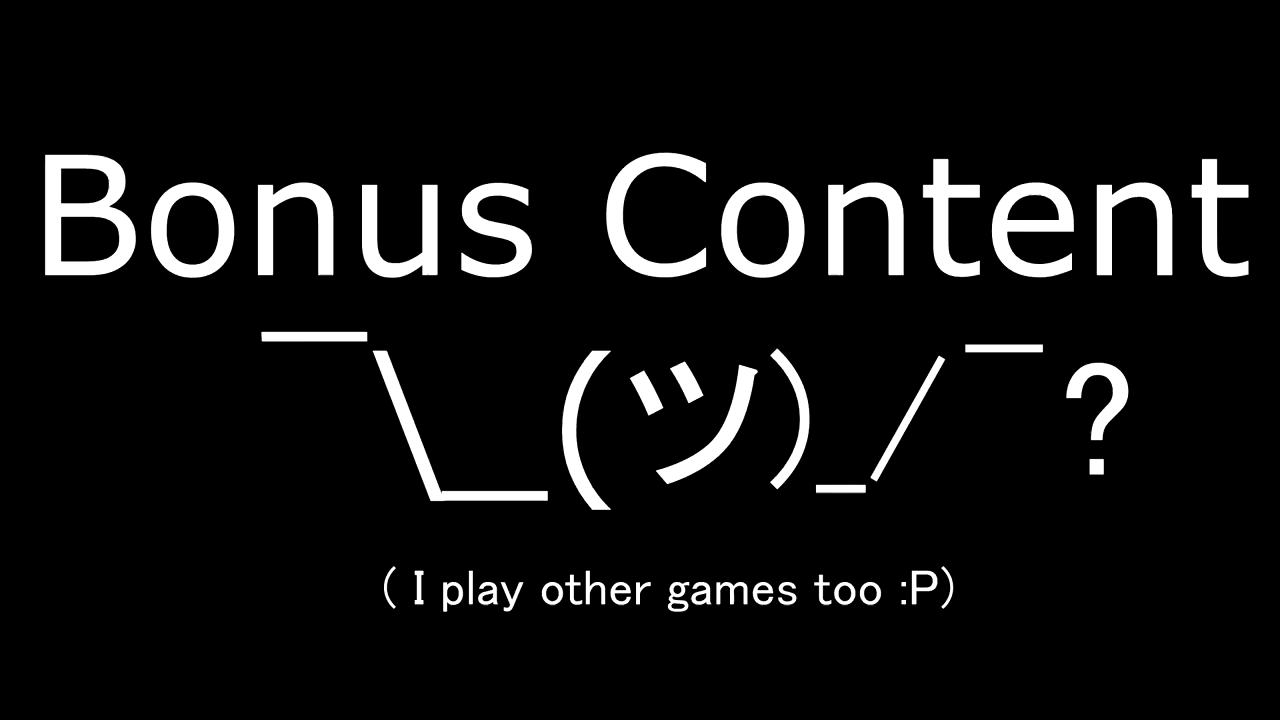 Bonus Content
¯\_(ツ)_/¯?
( I play other games too :P)